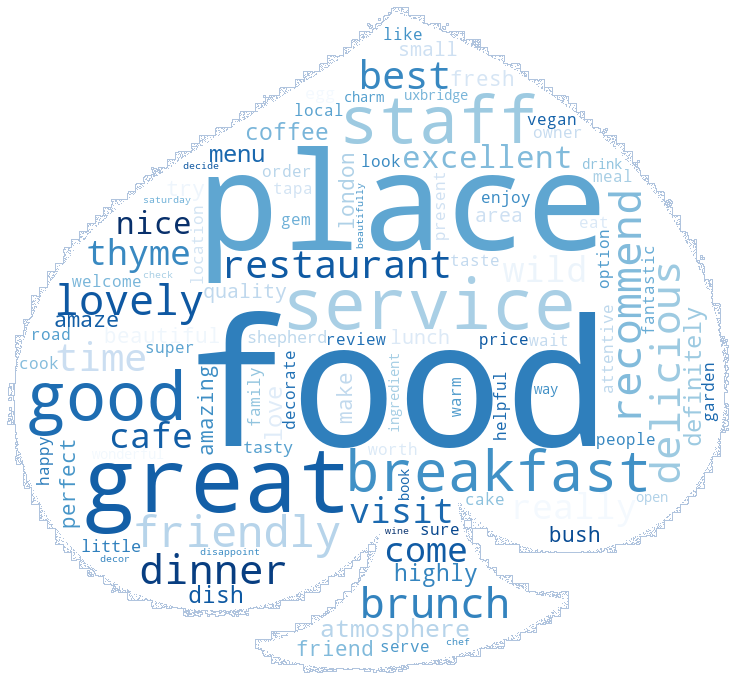 like
small
best
fresh
charm
uxbridge
local
staff
vegan
coffee
owner
menu
london
look
excellent
drink
decide
order
meal
try
tapa
place
enjoy
saturday
beautifully
present
recommend
nice
gem
area
eat
location
thyme
restaurant
taste
wild
option
check
fantastic
welcome
quality
service
delicious
lovely
amaze
road
beautiful
shepherd
review
lunch
price
wait
definitely
super
time
cook
food
attentive
garden
good
amazing
family
decorate
love
make
ingredient
warm
helpful
way
cafe
people
happy
perfect
wonderful
tasty
worth
great
breakfast
book
cake
really
open
visit
friendly
wine
sure
bush
little
disappoint
come
decor
dinner
highly
dish
brunch
atmosphere
friend
serve
chef